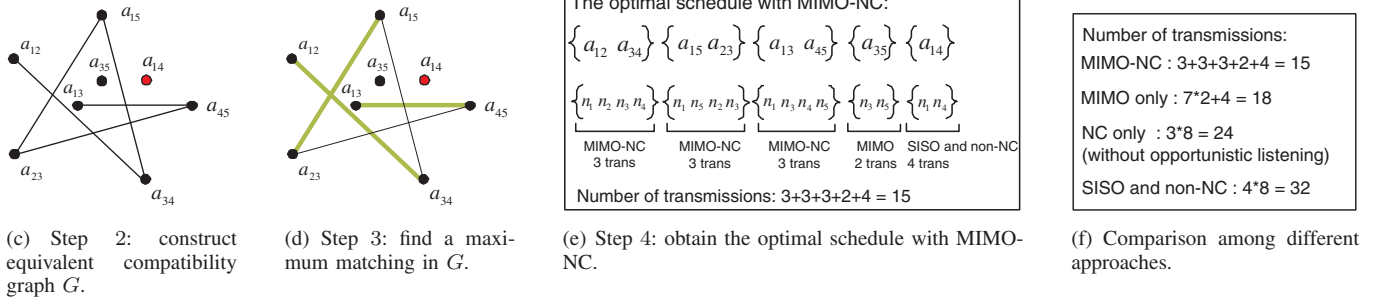 a15
a12
a35
a14
a13
a45
a23
a34
(c) Step 2: construct
equivalent compatibility
graph G.
a15
a12
a35
a14
a13
a45
a23
a34
(d) Step 3: find a maxi-
mum matching in G.
The optimal schedule with MIMO-NC:
{a12 a34} {a15 a23} {a13 a45} {a35} {a14}
{n1 n2 n3 n4} {n1 n5 n2 n3} {n1 n3 n4 n5} {n3 n5} {n1 n4}
MIMO-NC MIMO-NC MIMO-NC MIMO SISO and non-NC
3 trans 3 trans 3 trans 2 trans 4 trans
Number of transmissions: 3+3+3+2+4 = 15
(e) Step 4: obtain the optimal schedule with MIMO-
NC.
Number of transmissions:
MIMO-NC : 3+3+3+2+4 = 15
MIMO only : 7*2+4 = 18
NC only : 3*8 = 24
(without opportunistic listening)
SISO and non-NC : 4*8 = 32
(f) Comparison among different
approaches.